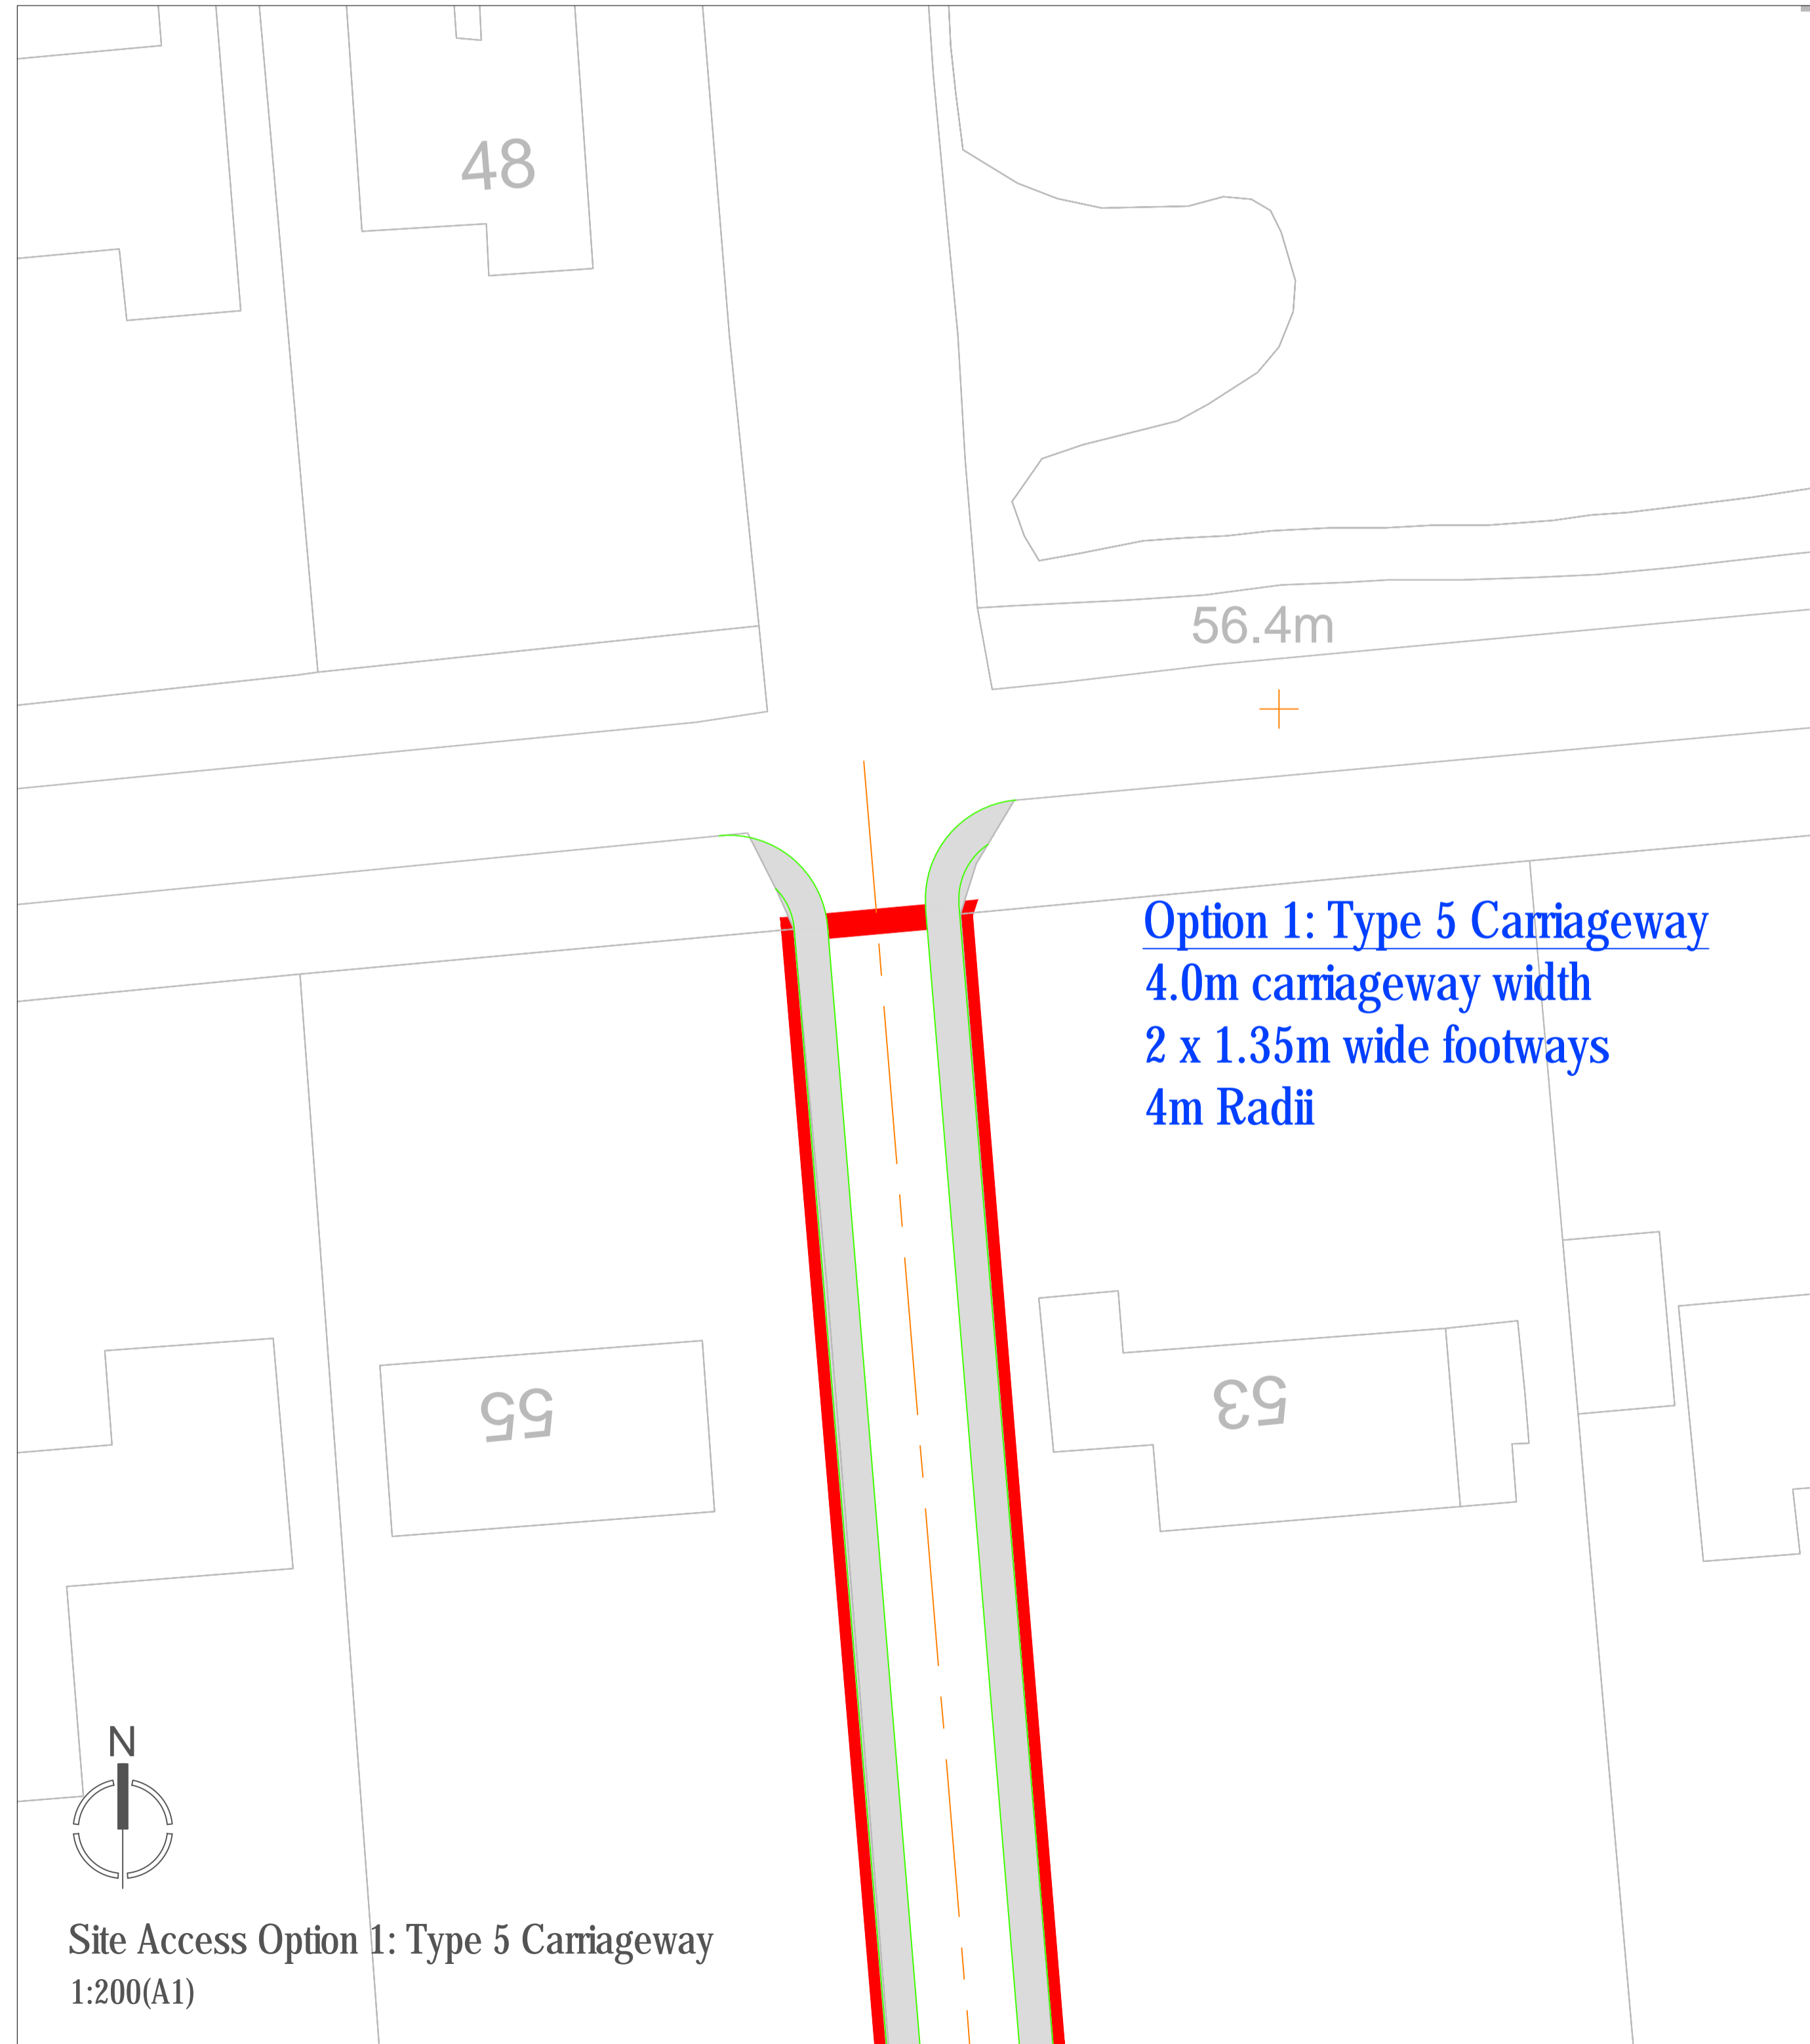 48
56.4m
Option 1: Type 5 Carriageway
4.0m carriageway width
2 x 1.35m wide footways
4m Radii
55
53
N
Site Access Option 1: Type 5 Carriageway
1:200(A1)